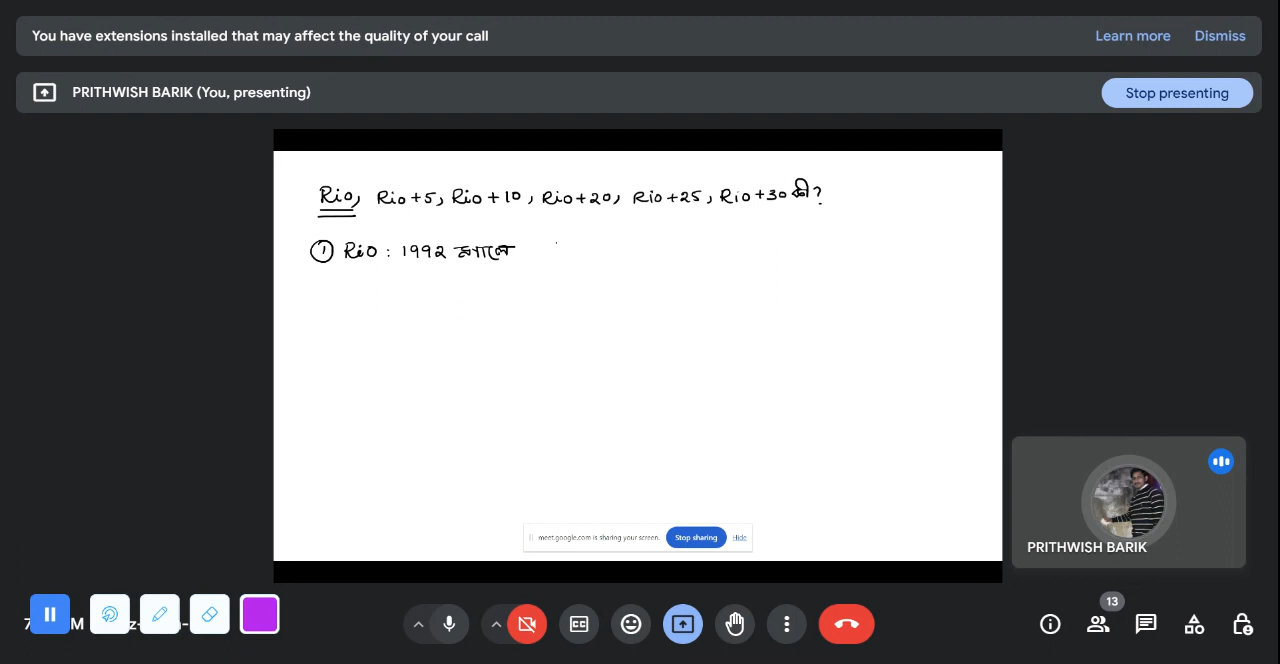 You have extensions installed that may affect the quality of your call Learn more Dismiss
PRITHWISH BARIK (You, presenting) Stop presenting
Rio, Rio+5, Rio+10, Rio+20, Rio+25, Rio+30 কী?
① Rio : 1992 সালে
meet.google.com is sharing your screen. Stop sharing Hide
PRITHWISH BARIK
13